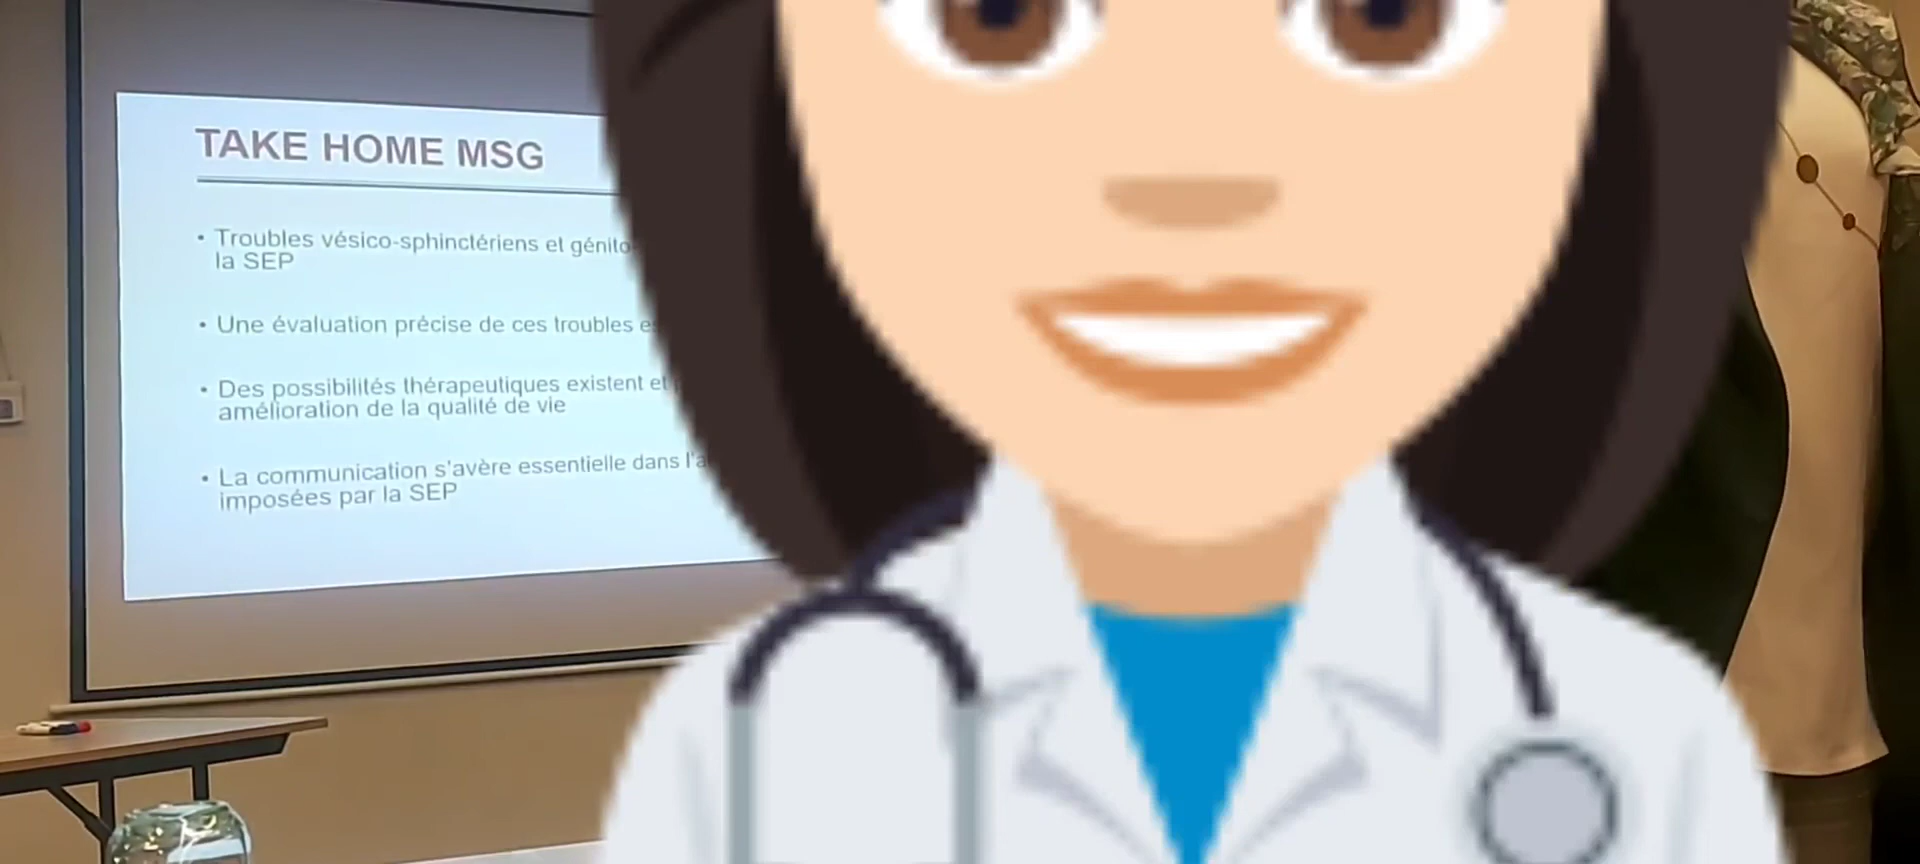 TAKE HOME MSG
• Troubles vésico-sphinctériens et génito
la SEP
• Une évaluation précise de ces troubles
• Des possibilités thérapeutiques existent et
amélioration de la qualité de vie
• La communication s'avère essentielle dans
imposées par la SEP